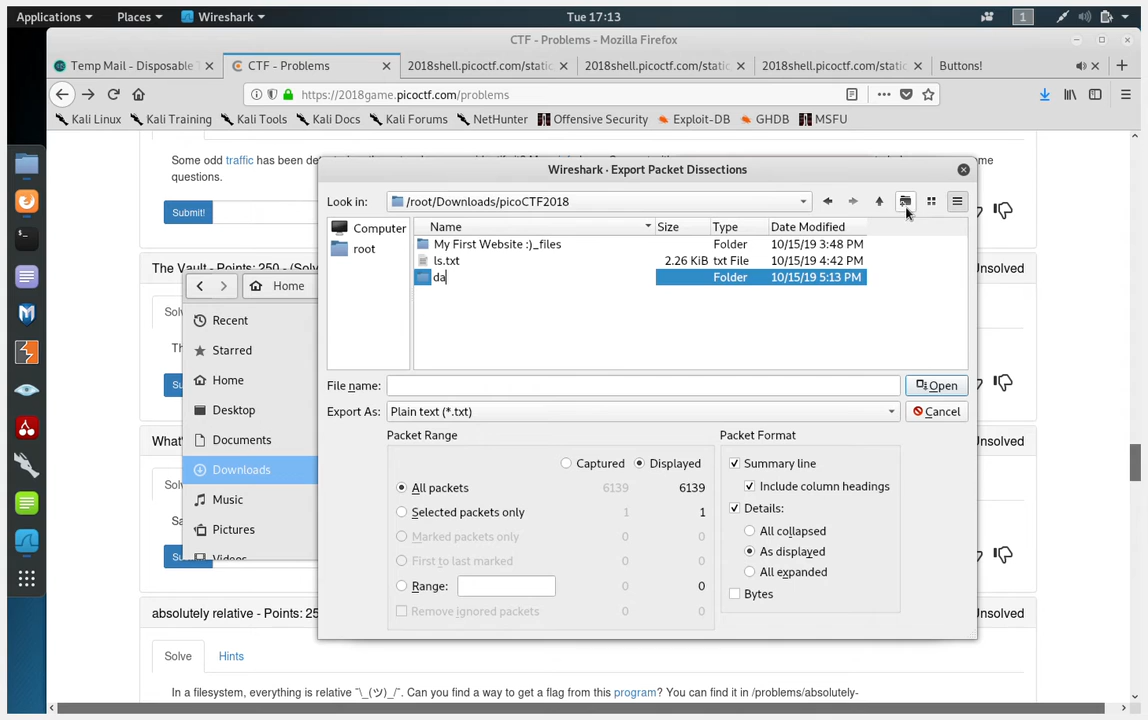 Applications Places Wireshark Tue 17:13 1
CTF - Problems - Mozilla Firefox
Temp Mail - Disposable CTF - Problems 2018shell.picoctf.com/static 2018shell.picoctf.com/static 2018shell.picoctf.com/static Buttons!
https://2018game.picoctf.com/problems
Kali Linux Kali Training Kali Tools Kali Docs Kali Forums NetHunter Offensive Security Exploit-DB GHDB MSFU
Some odd traffic has been
questions.
some
Submit!
Wireshark · Export Packet Dissections
Look in: /root/Downloads/picoCTF2018
Computer
root
Name Size Type Date Modified
My First Website :)_files Folder 10/15/19 3:48 PM
ls.txt 2.26 KiB txt File 10/15/19 4:42 PM
da Folder 10/15/19 5:13 PM
File name: Open
Export As: Plain text (*.txt) Cancel
Packet Range
Captured Displayed
All packets 6139 6139
Selected packets only 1 1
Marked packets only 0 0
First to last marked 0 0
Range: 0 0
Remove ignored packets 0 0
Packet Format
Summary line
Include column headings
Details:
All collapsed
As displayed
All expanded
Bytes
The Vault - Points: 250 - (Solv
Unsolved
Home
Recent
Starred
Home
Desktop
Documents
Downloads
Music
Pictures
Videos
Solv
Th
Su
What'
Unsolved
Solv
Sa
Su
absolutely relative - Points: 25
Unsolved
Solve Hints
In a filesystem, everything is relative ¯\_(ツ)_/¯. Can you find a way to get a flag from this program? You can find it in /problems/absolutely-